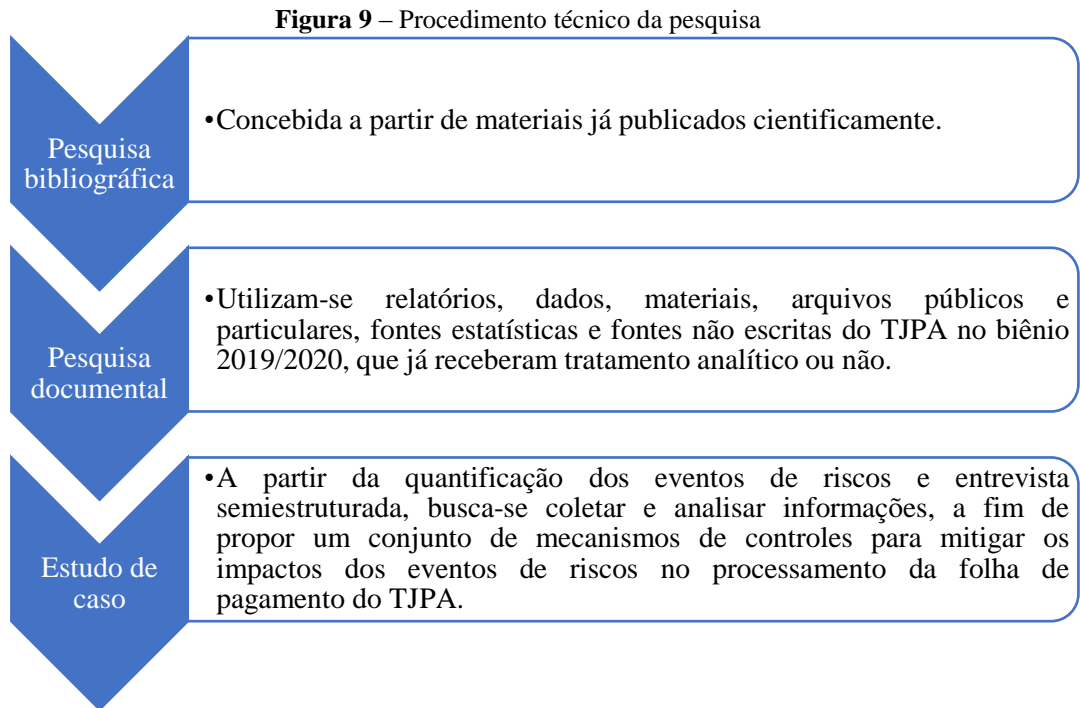 Figura 9 – Procedimento técnico da pesquisa
Pesquisa
bibliográfica
•Concebida a partir de materiais já publicados cientificamente.
Pesquisa
documental
•Utilizam-se relatórios, dados, materiais, arquivos públicos e
particulares, fontes estatísticas e fontes não escritas do TJPA no biênio
2019/2020, que já receberam tratamento analítico ou não.
Estudo de
caso
•A partir da quantificação dos eventos de riscos e entrevista
semiestruturada, busca-se coletar e analisar informações, a fim de
propor um conjunto de mecanismos de controles para mitigar os
impactos dos eventos de riscos no processamento da folha de
pagamento do TJPA.